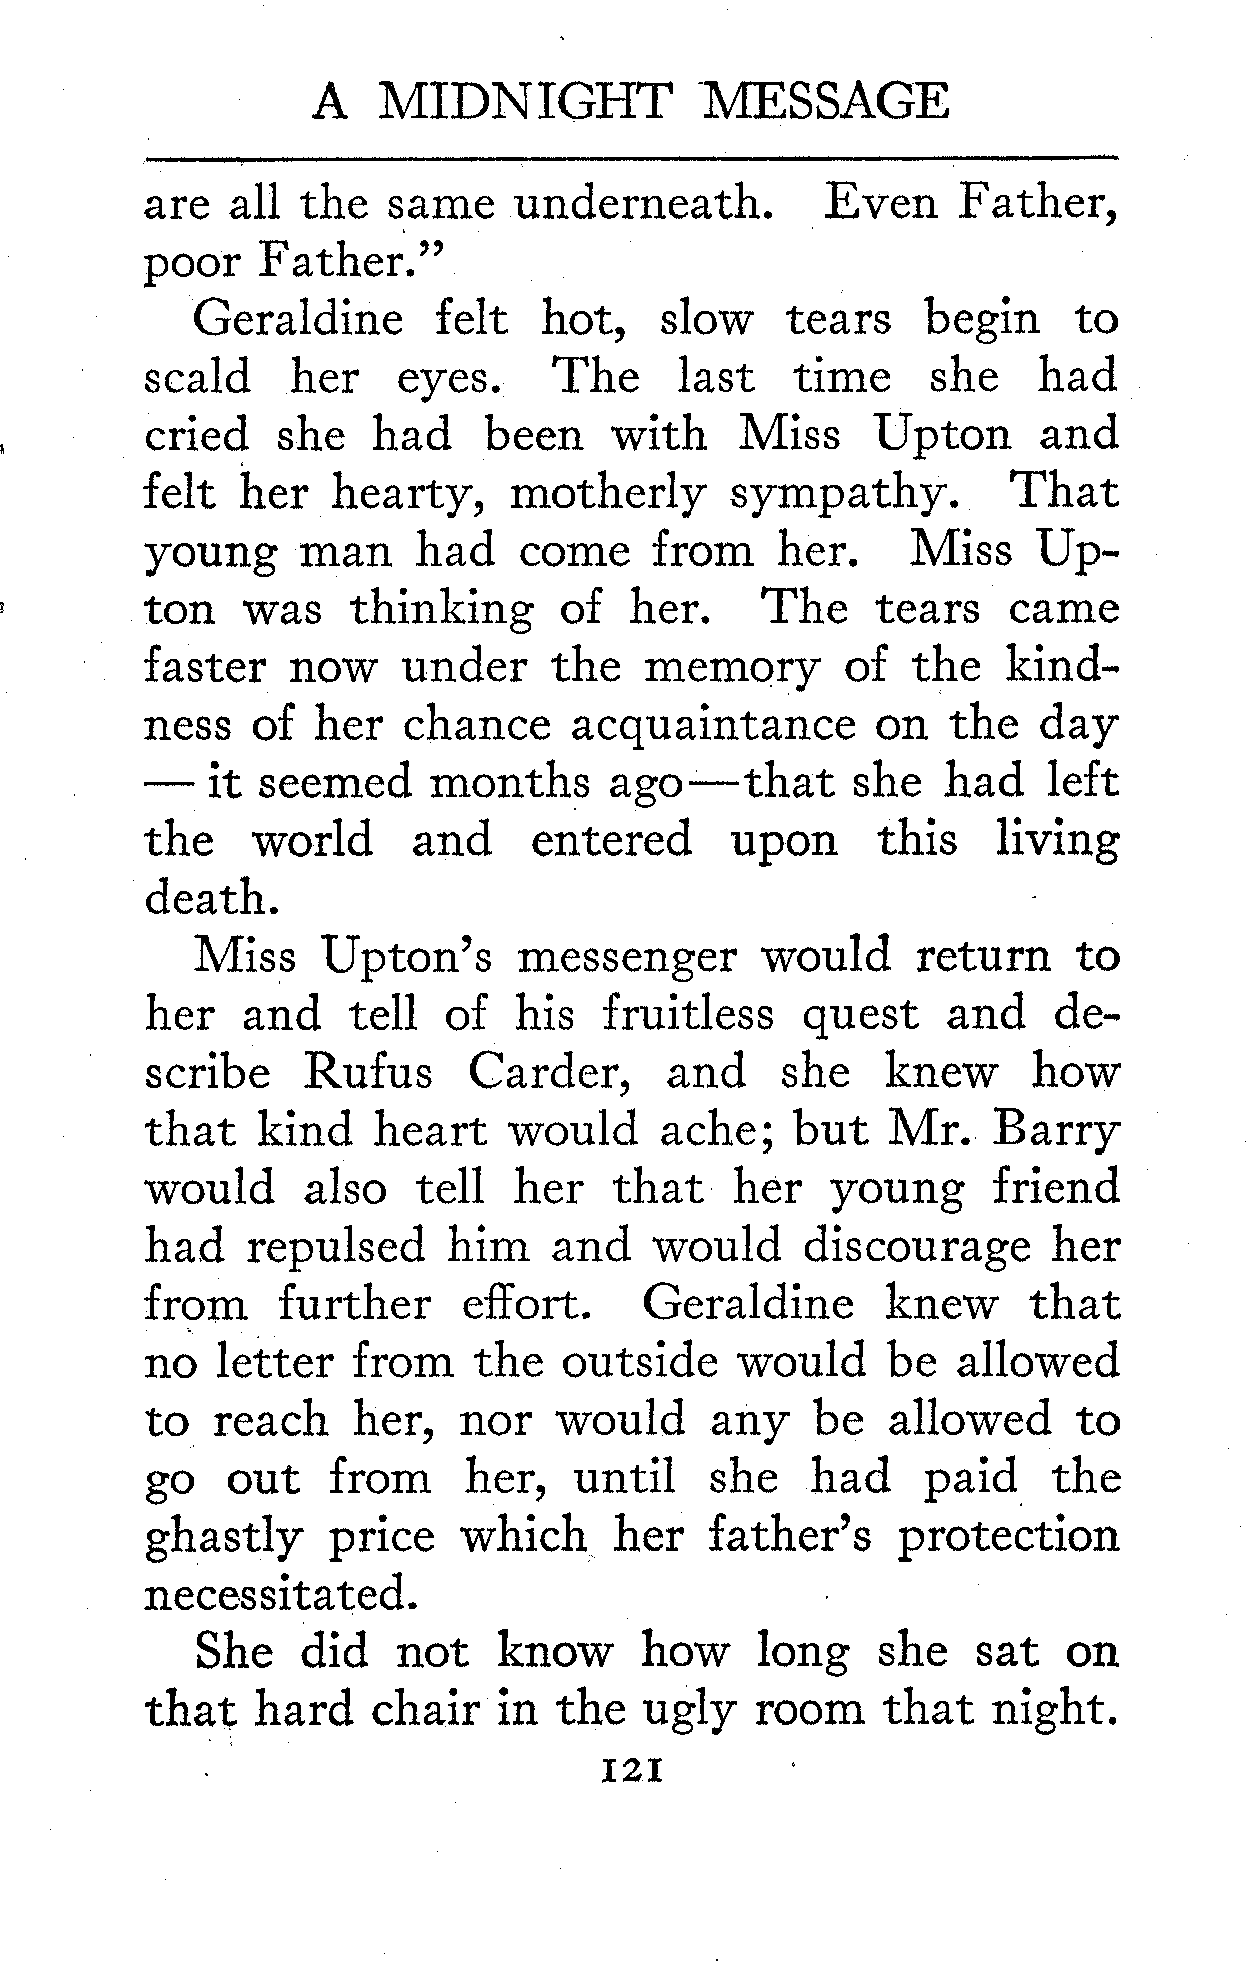 A MIDNIGHT MESSAGE
are all the same underneath. Even Father,
poor Father.”
Geraldine felt hot, slow tears begin to
scald her eyes. The last time she had
cried she had been with Miss Upton and
felt her hearty, motherly sympathy. That
young man had come from her. Miss Up-
ton was thinking of her. The tears came
faster now under the memory of the kind-
ness of her chance acquaintance on the day
— it seemed months ago—that she had left
the world and entered upon this living
death.
Miss Upton’s messenger would return to
her and tell of his fruitless quest and de-
scribe Rufus Carder, and she knew how
that kind heart would ache; but Mr. Barry
would also tell her that her young friend
had repulsed him and would discourage her
from further effort. Geraldine knew that
no letter from the outside would be allowed
to reach her, nor would any be allowed to
go out from her, until she had paid the
ghastly price which her father’s protection
necessitated.
She did not know how long she sat on
that hard chair in the ugly room that night.
121